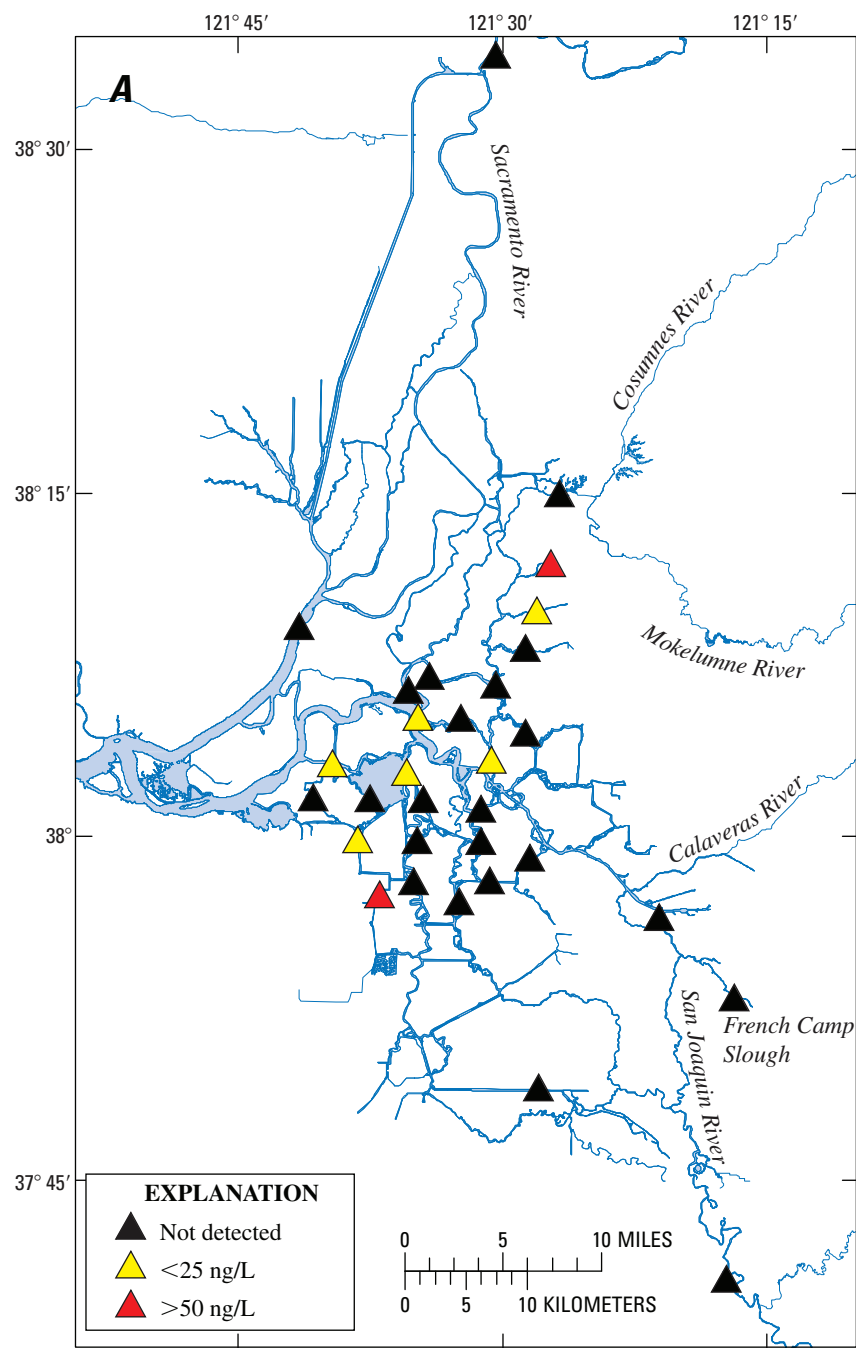 121° 45′
121° 30′
121° 15′
A
38° 30′
Sacramento River
Cosumnes River
38° 15′
Mokelumne River
38°
Calaveras River
San Joaquin River
French Camp
Slough
37° 45′
EXPLANATION
Not detected
<25 ng/L
>50 ng/L
0 5 10 MILES
0 5 10 KILOMETERS